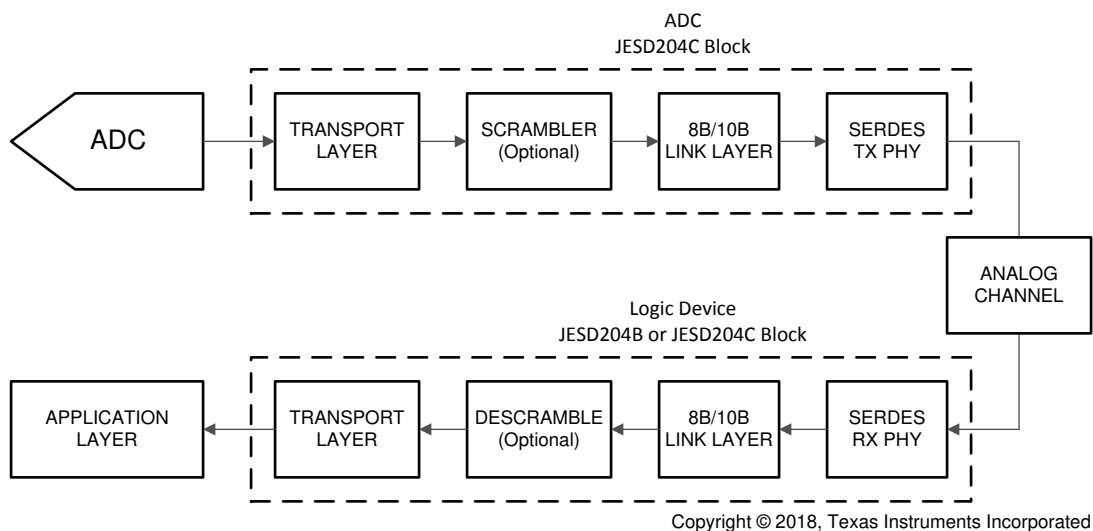 ADC
JESD204C Block
ADC
TRANSPORT
LAYER
SCRAMBLER
(Optional)
8B/10B
LINK LAYER
SERDES
TX PHY
ANALOG
CHANNEL
Logic Device
JESD204B or JESD204C Block
APPLICATION
LAYER
TRANSPORT
LAYER
DESCRAMBLE
(Optional)
8B/10B
LINK LAYER
SERDES
RX PHY
Copyright © 2018, Texas Instruments Incorporated